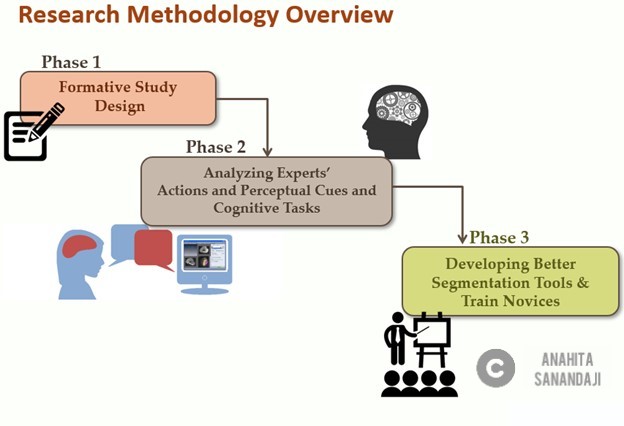 Research Methodology Overview
Phase 1
Formative Study
Design
Phase 2
Analyzing Experts'
Actions and Perceptual Cues and
Cognitive Tasks
Phase 3
Developing Better
Segmentation Tools &
Train Novices
C
ANAHITA
SANANDAJI